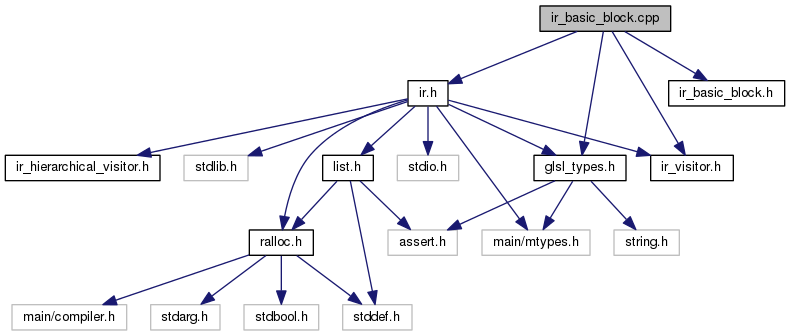 ir_basic_block.cpp
ir.h
ir_basic_block.h
ir_hierarchical_visitor.h
stdlib.h
list.h
stdio.h
glsl_types.h
ir_visitor.h
ralloc.h
assert.h
main/mtypes.h
string.h
main/compiler.h
stdarg.h
stdbool.h
stddef.h